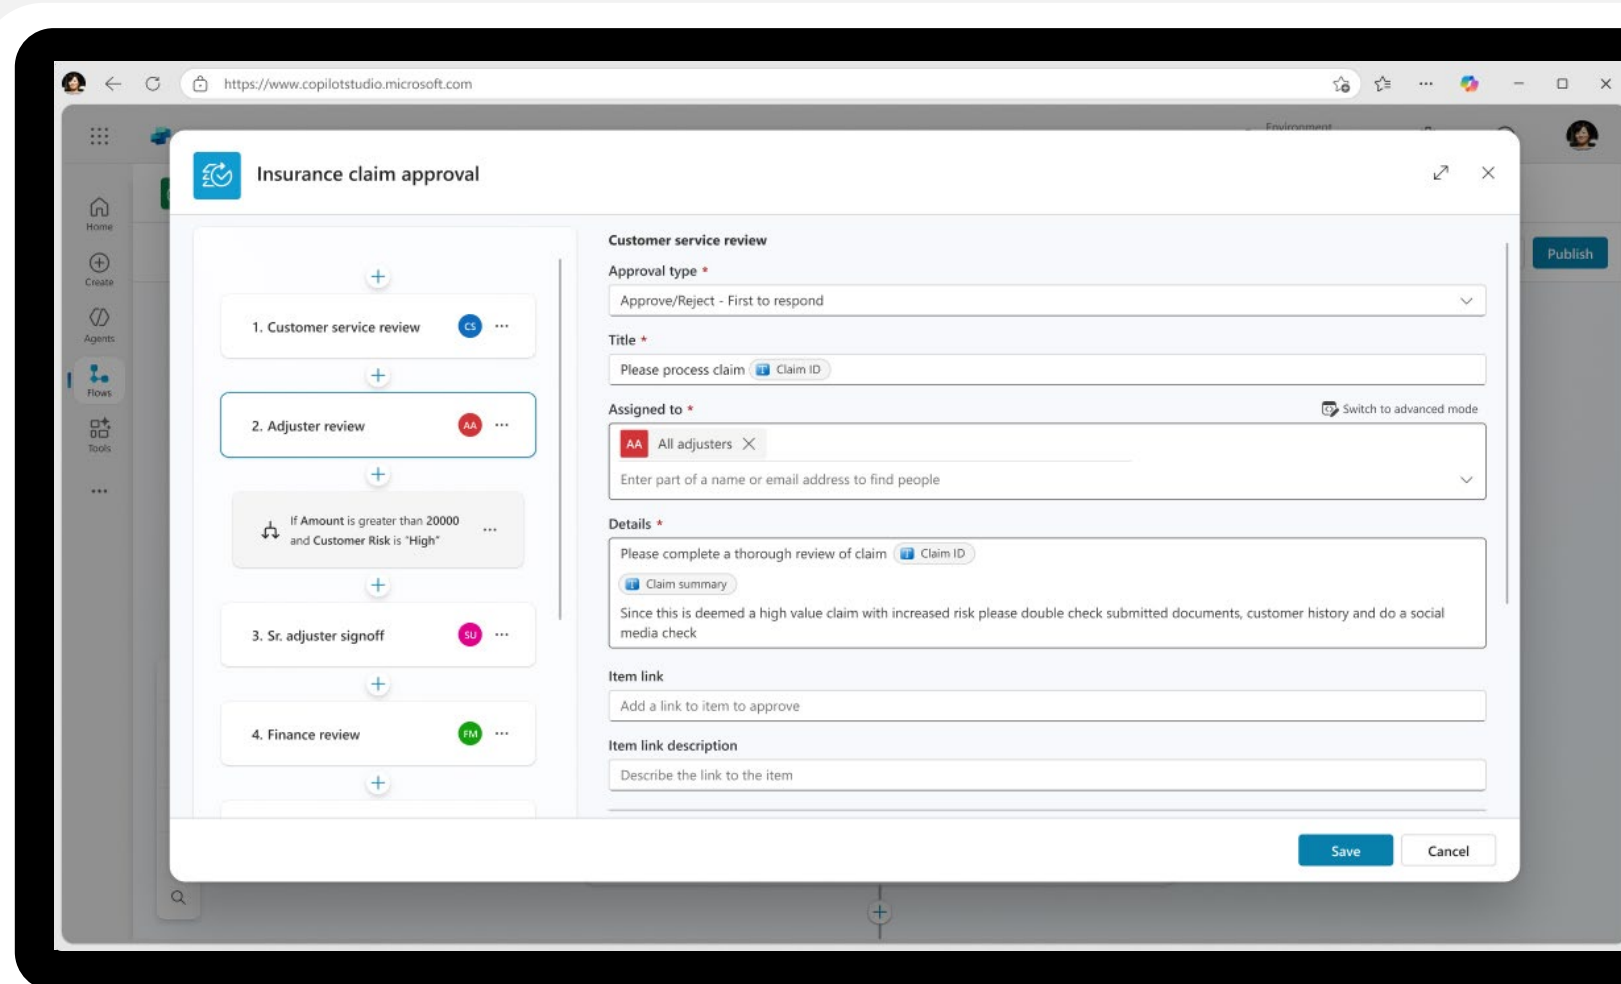 https://www.copilotstudio.microsoft.com
Environment
Insurance claim approval
Home
Create
Agents
Flows
Tools
Publish
1. Customer service review
CS
2. Adjuster review
AA
If Amount is greater than 20000
and Customer Risk is "High"
3. Sr. adjuster signoff
SU
4. Finance review
FM
Customer service review
Approval type *
Approve/Reject - First to respond
Title *
Please process claim Claim ID
Assigned to *
Switch to advanced mode
AA All adjusters
Enter part of a name or email address to find people
Details *
Please complete a thorough review of claim Claim ID
Claim summary
Since this is deemed a high value claim with increased risk please double check submitted documents, customer history and do a social
media check
Item link
Add a link to item to approve
Item link description
Describe the link to the item
Save
Cancel